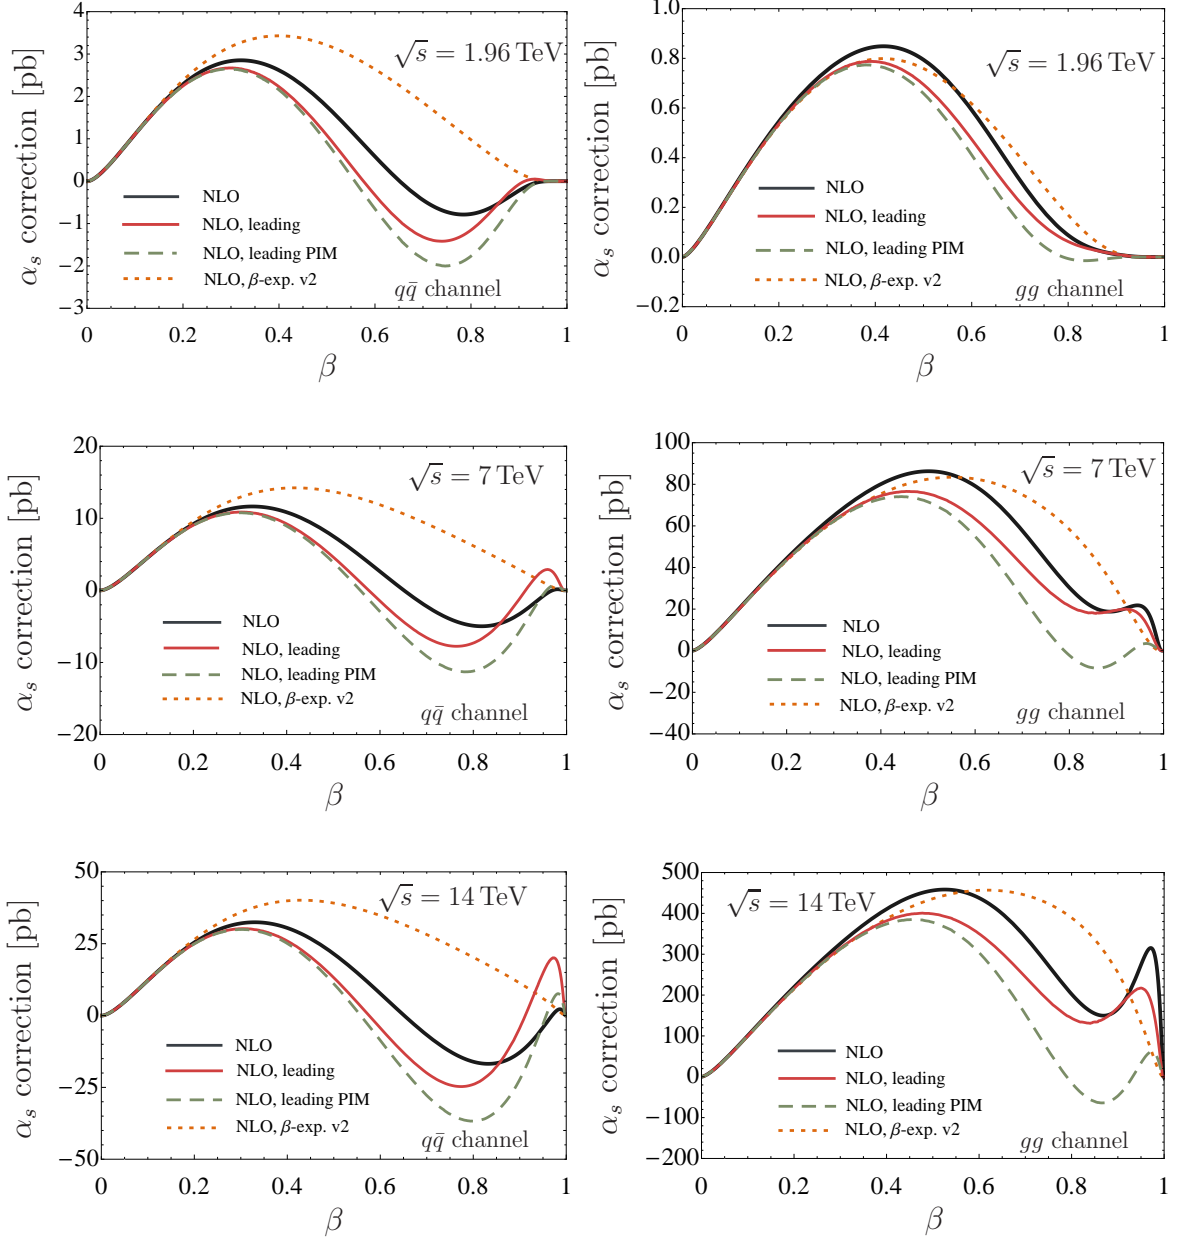 4
3
2
1
0
−1
−2
−3
α_s correction [pb]
√s = 1.96 TeV
NLO
NLO, leading
NLO, leading PIM
NLO, β-exp. v2
qq̄ channel
0 0.2 0.4 0.6 0.8 1
β
1.0
0.8
0.6
0.4
0.2
0.0
−0.2
α_s correction [pb]
√s = 1.96 TeV
NLO
NLO, leading
NLO, leading PIM
NLO, β-exp. v2
gg channel
0 0.2 0.4 0.6 0.8 1
β
20
10
0
−10
−20
α_s correction [pb]
√s = 7 TeV
NLO
NLO, leading
NLO, leading PIM
NLO, β-exp. v2
qq̄ channel
0 0.2 0.4 0.6 0.8 1
β
100
80
60
40
20
0
−20
−40
α_s correction [pb]
√s = 7 TeV
NLO
NLO, leading
NLO, leading PIM
NLO, β-exp. v2
gg channel
0 0.2 0.4 0.6 0.8 1
β
50
25
0
−25
−50
α_s correction [pb]
√s = 14 TeV
NLO
NLO, leading
NLO, leading PIM
NLO, β-exp. v2
qq̄ channel
0 0.2 0.4 0.6 0.8 1
β
500
400
300
200
100
0
−100
−200
α_s correction [pb]
√s = 14 TeV
NLO
NLO, leading
NLO, leading PIM
NLO, β-exp. v2
gg channel
0 0.2 0.4 0.6 0.8 1
β